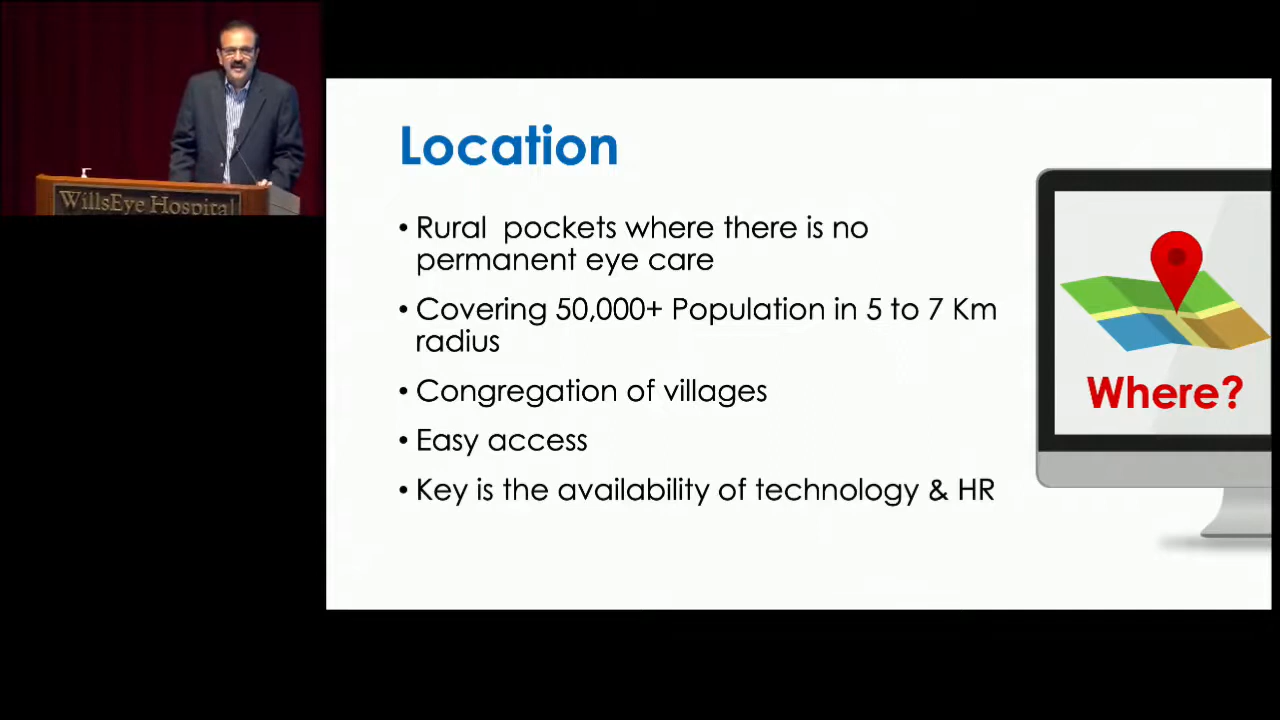 WillsEye Hospital
Location
• Rural pockets where there is no
permanent eye care
• Covering 50,000+ Population in 5 to 7 Km
radius
• Congregation of villages
• Easy access
• Key is the availability of technology & HR
Where?